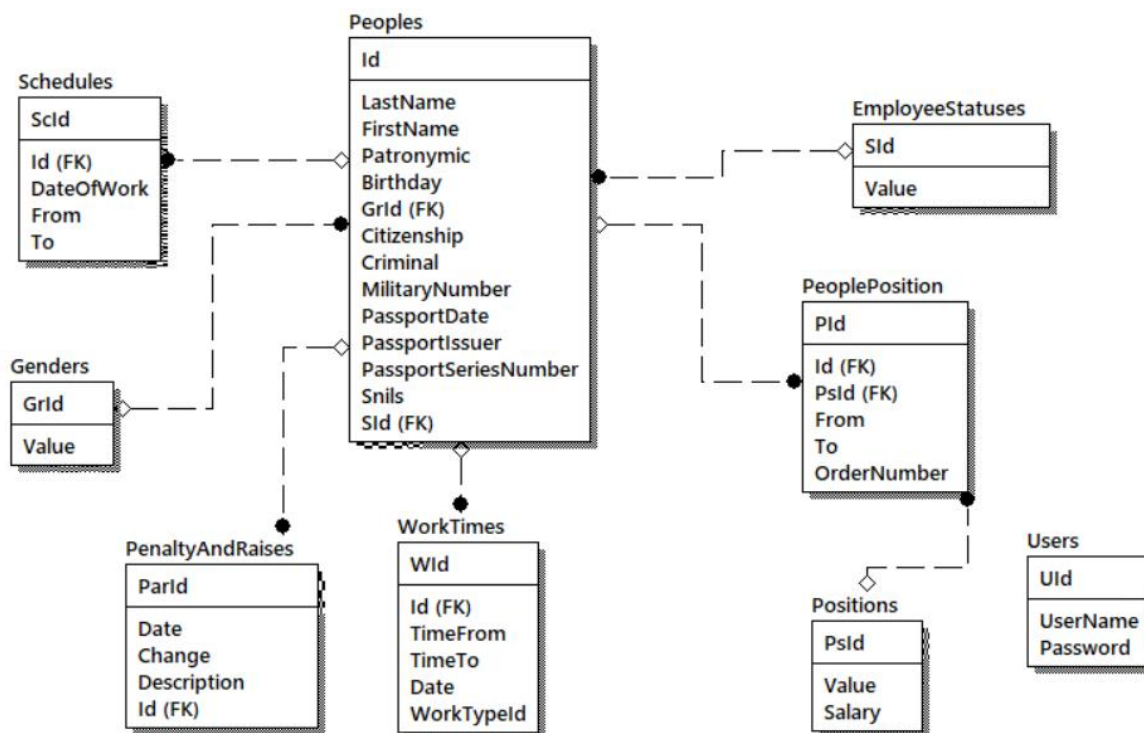 Peoples
Id
LastName
FirstName
Patronymic
Birthday
GrId (FK)
Citizenship
Criminal
MilitaryNumber
PassportDate
PassportIssuer
PassportSeriesNumber
Snils
SId (FK)
Schedules
ScId
Id (FK)
DateOfWork
From
To
EmployeeStatuses
SId
Value
PeoplePosition
PId
Id (FK)
PsId (FK)
From
To
OrderNumber
Genders
GrId
Value
PenaltyAndRaises
ParId
Date
Change
Description
Id (FK)
WorkTimes
WId
Id (FK)
TimeFrom
TimeTo
Date
WorkTypeId
Positions
PsId
Value
Salary
Users
UId
UserName
Password